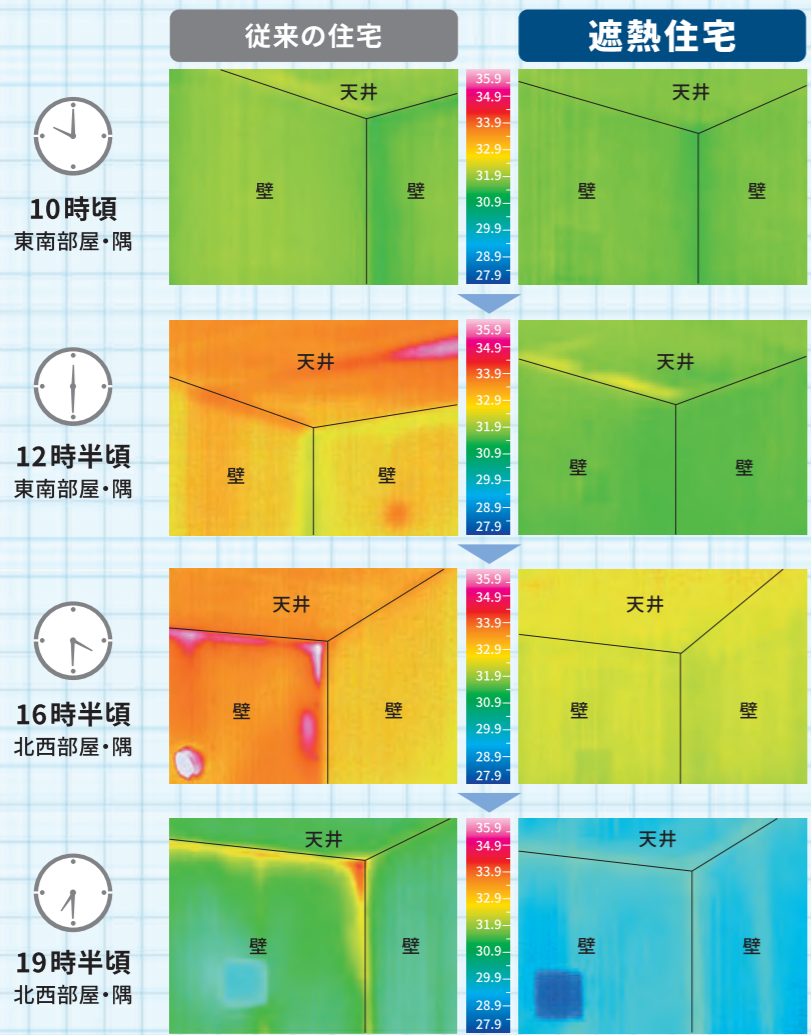 従来の住宅
遮熱住宅
10時頃
東南部屋・隅
天井
壁
壁
35.9
34.9
33.9
32.9
31.9
30.9
29.9
28.9
27.9
天井
壁
壁
12時半頃
東南部屋・隅
天井
壁
壁
35.9
34.9
33.9
32.9
31.9
30.9
29.9
28.9
27.9
天井
壁
壁
16時半頃
北西部屋・隅
天井
壁
壁
35.9
34.9
33.9
32.9
31.9
30.9
29.9
28.9
27.9
天井
壁
壁
19時半頃
北西部屋・隅
天井
壁
壁
35.9
34.9
33.9
32.9
31.9
30.9
29.9
28.9
27.9
天井
壁
壁